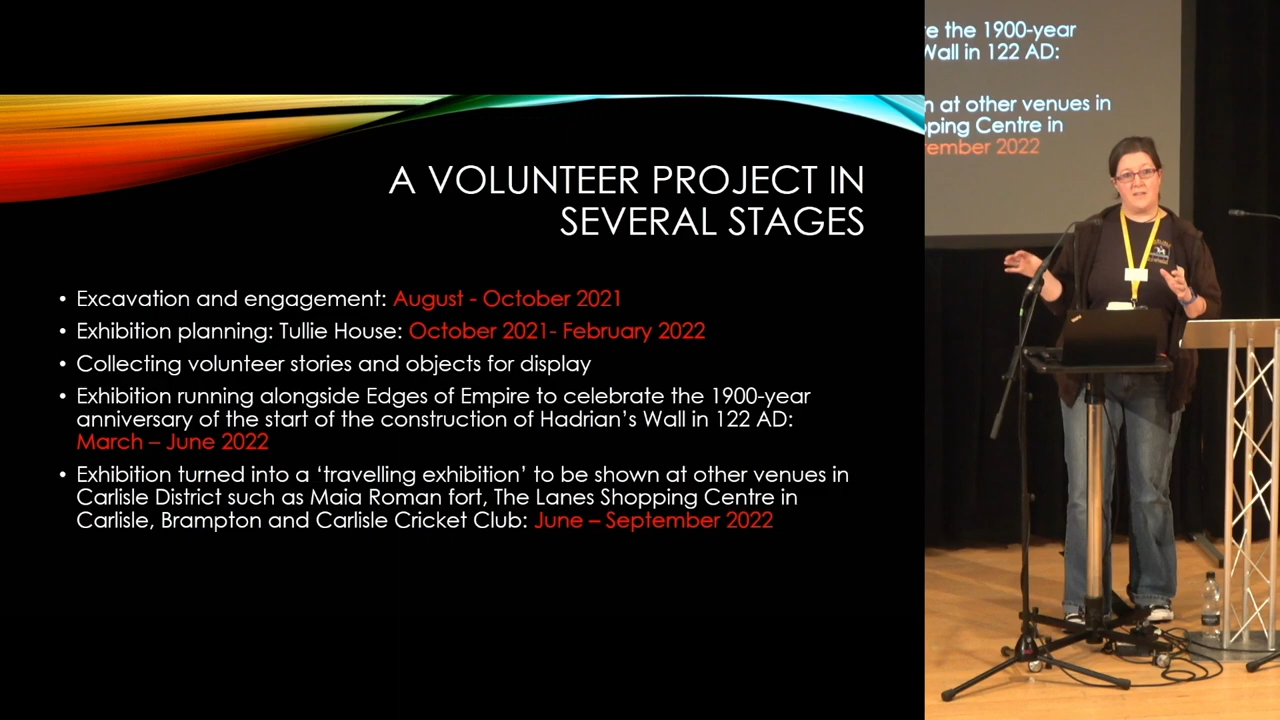 A VOLUNTEER PROJECT IN
SEVERAL STAGES
• Excavation and engagement: August - October 2021
• Exhibition planning: Tullie House: October 2021- February 2022
• Collecting volunteer stories and objects for display
• Exhibition running alongside Edges of Empire to celebrate the 1900-year
anniversary of the start of the construction of Hadrian’s Wall in 122 AD:
March – June 2022
• Exhibition turned into a ‘travelling exhibition’ to be shown at other venues in
Carlisle District such as Maia Roman fort, The Lanes Shopping Centre in
Carlisle, Brampton and Carlisle Cricket Club: June – September 2022
e the 1900-year
Wall in 122 AD:
n at other venues in
pping Centre in
ember 2022